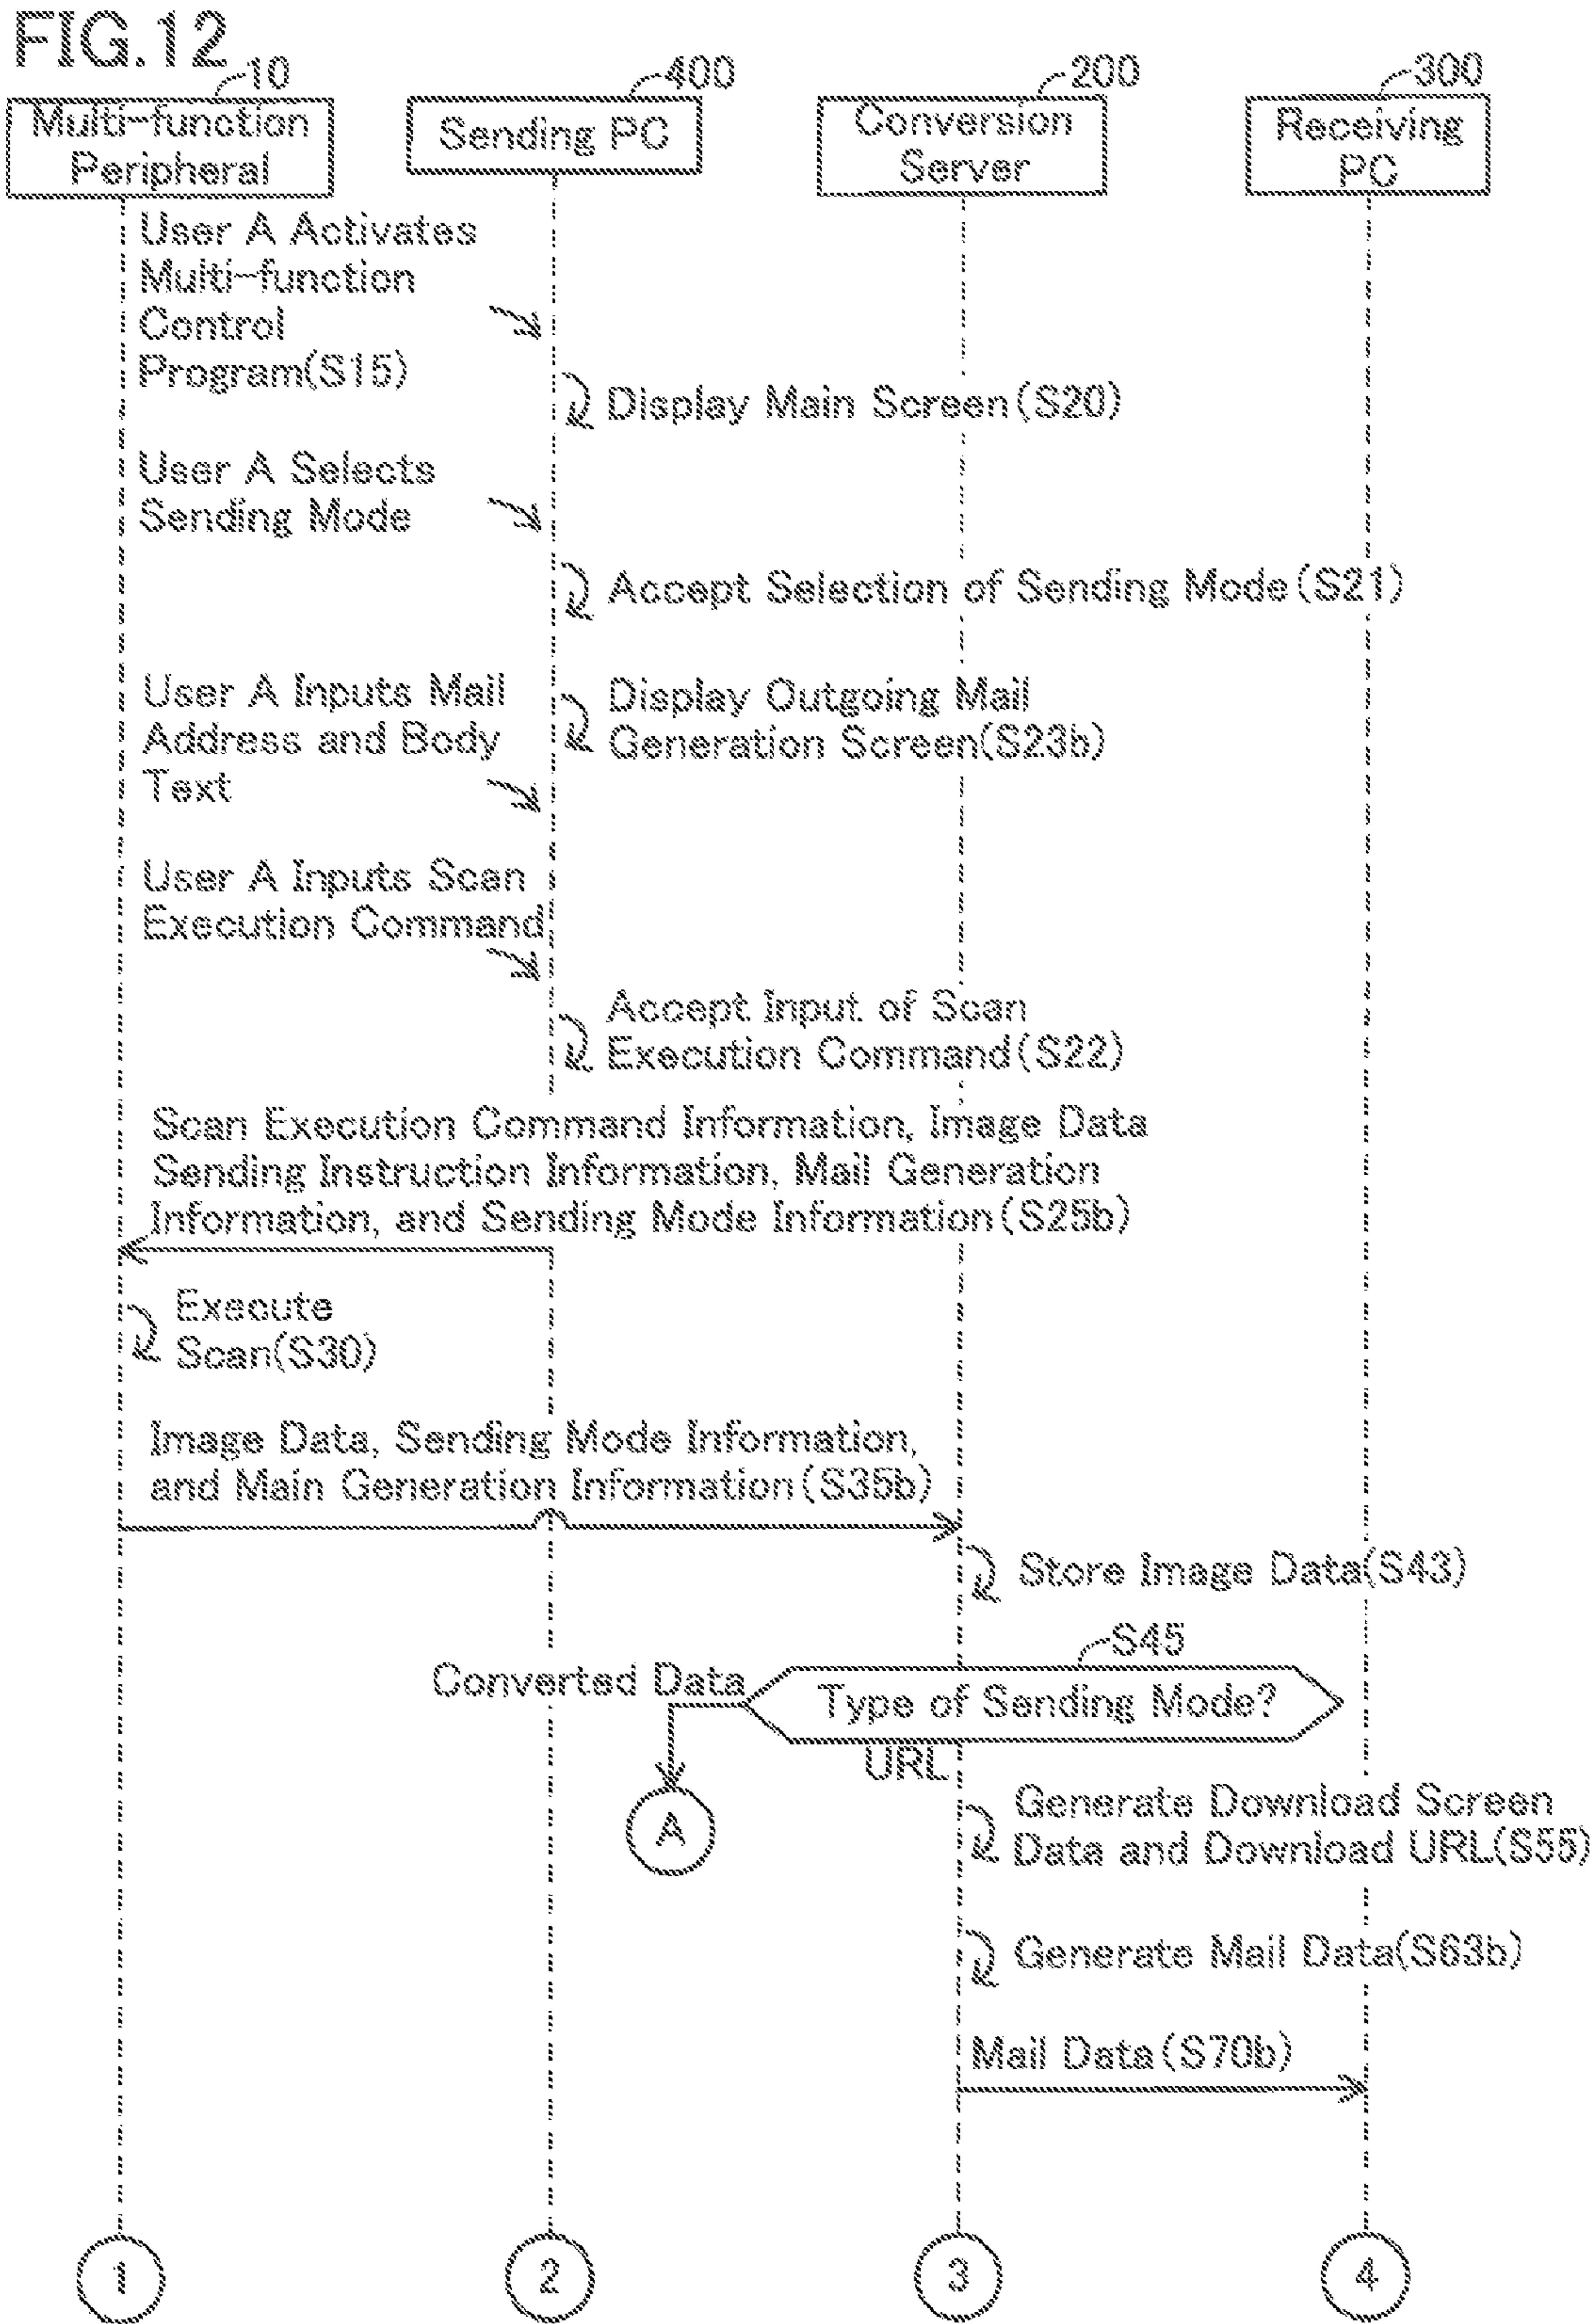 FIG.12
10
400
200
300
Multi-function
Peripheral
Sending PC
Conversion
Server
Receiving
PC
User A Activates
Multi-function
Control
Program(S15)
Display Main Screen(S20)
User A Selects
Sending Mode
Accept Selection of Sending Mode(S21)
User A Inputs Mail
Address and Body
Text
Display Outgoing Mail
Generation Screen(S23b)
User A Inputs Scan
Execution Command
Accept Input of Scan
Execution Command(S22)
Scan Execution Command Information, Image Data
Sending Instruction Information, Mail Generation
Information, and Sending Mode Information(S25b)
Execute
Scan(S30)
Image Data, Sending Mode Information,
and Main Generation Information(S35b)
Store Image Data(S43)
S45
Converted Data
Type of Sending Mode?
URL
A
Generate Download Screen
Data and Download URL(S55)
Generate Mail Data(S63b)
Mail Data(S70b)
1
2
3
4